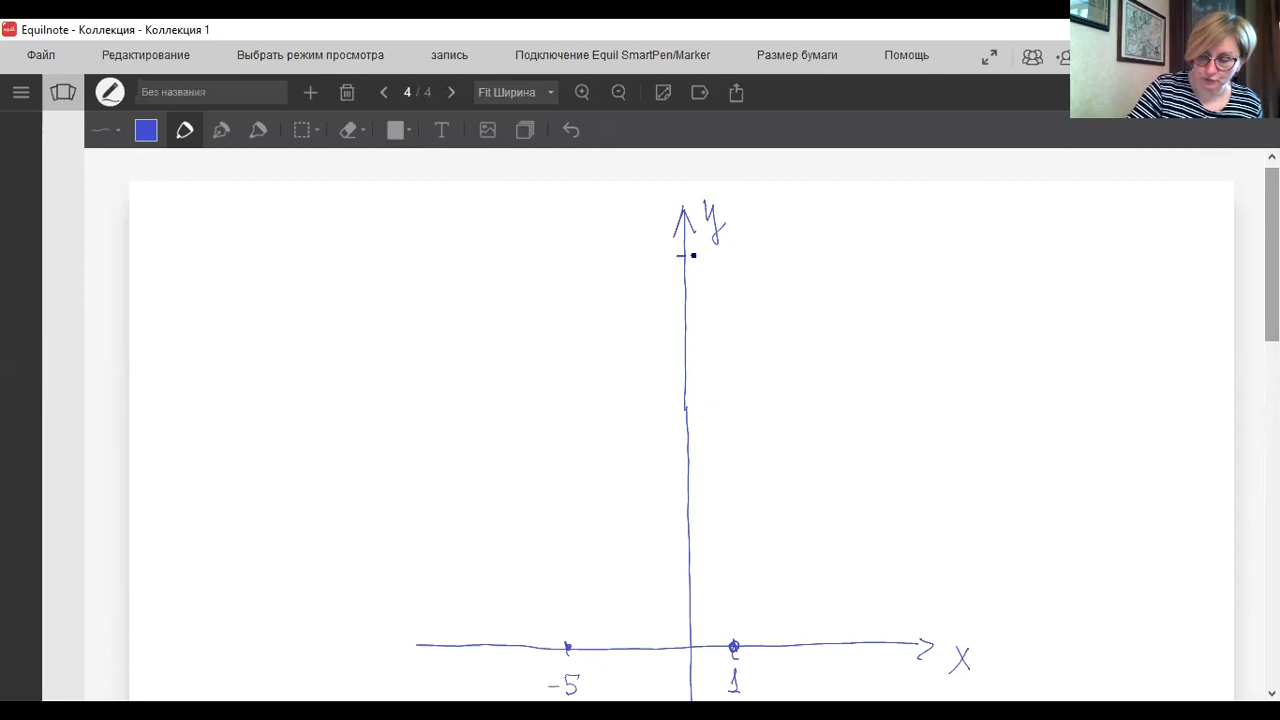 Equilnote - Коллекция - Коллекция 1
Файл Редактирование Выбрать режим просмотра запись Подключение Equil SmartPen/Marker Размер бумаги Помощь
Без названия 4 / 4 Fit Ширина
T
y
x
-5 1